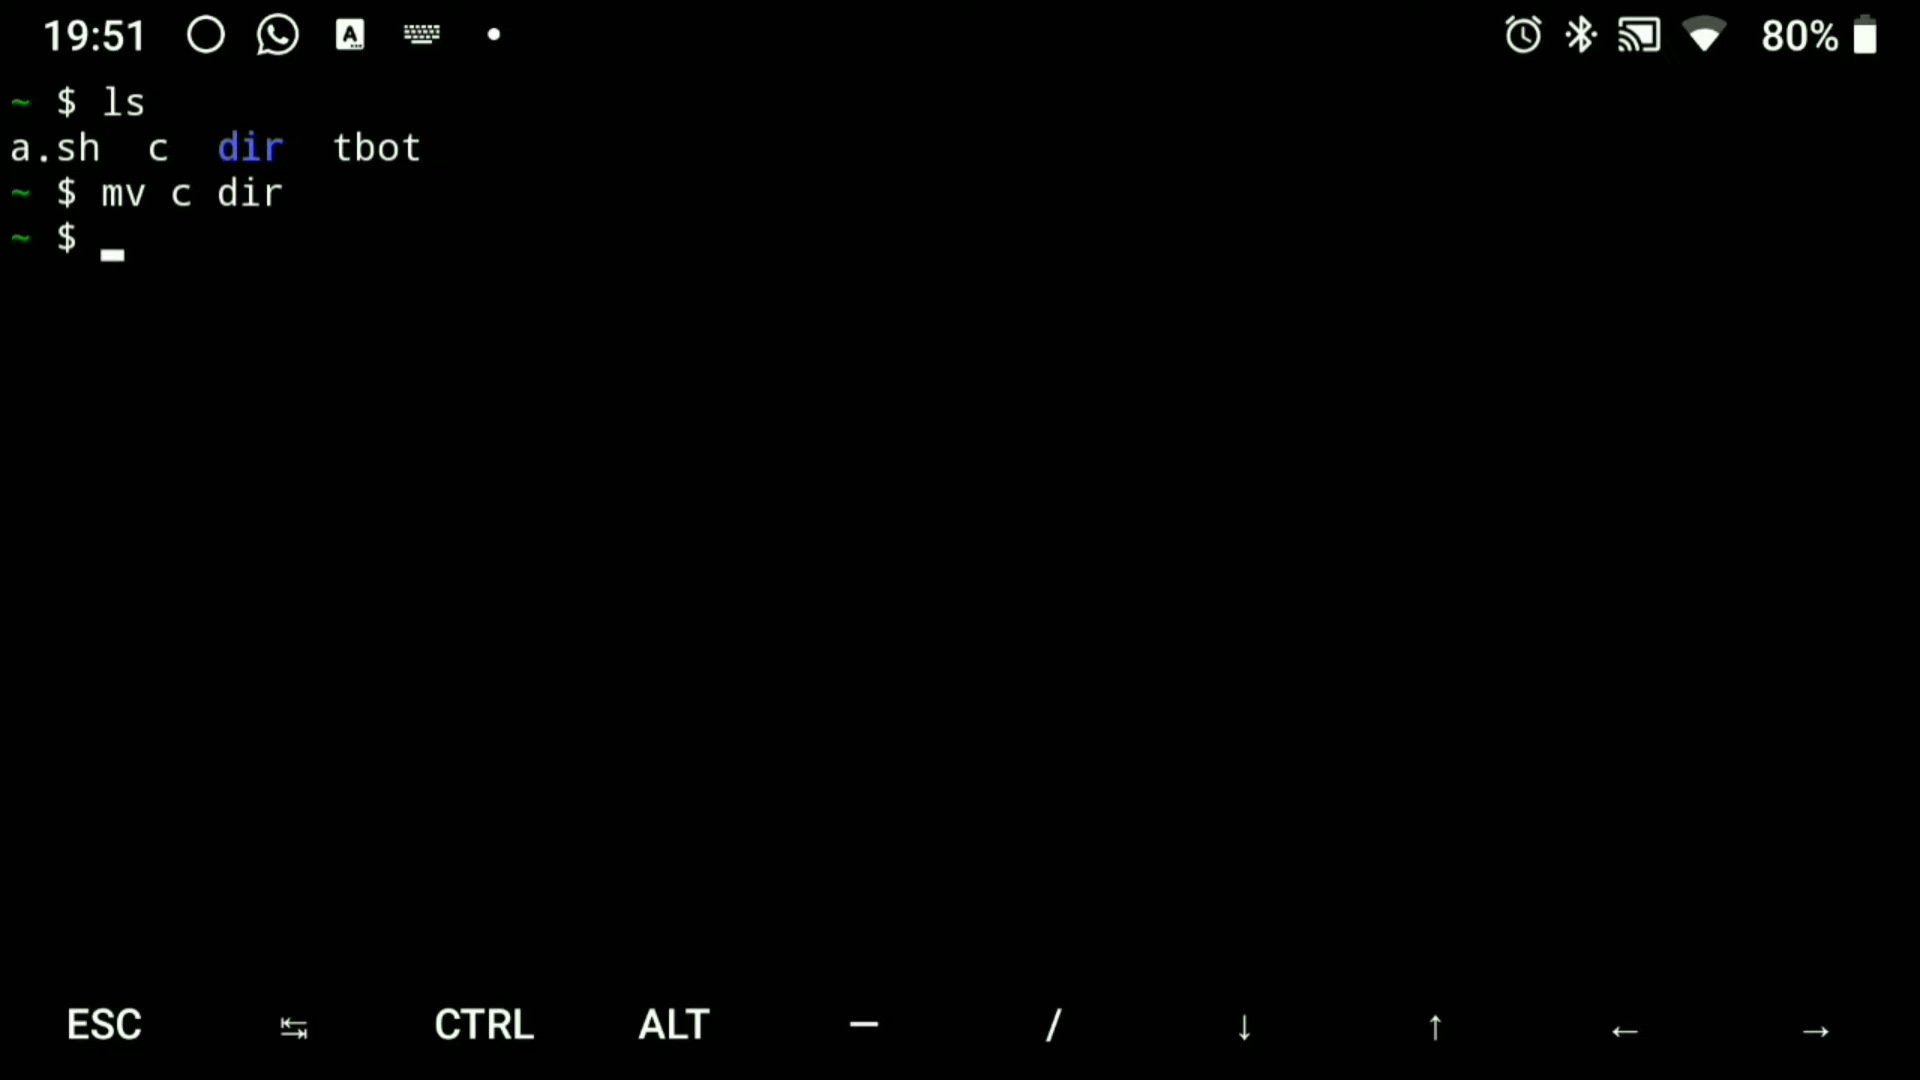 19:51 80%
~ $ ls
a.sh  c  dir  tbot
~ $ mv c dir
~ $
ESC ⇆ CTRL ALT — / ↓ ↑ ← →